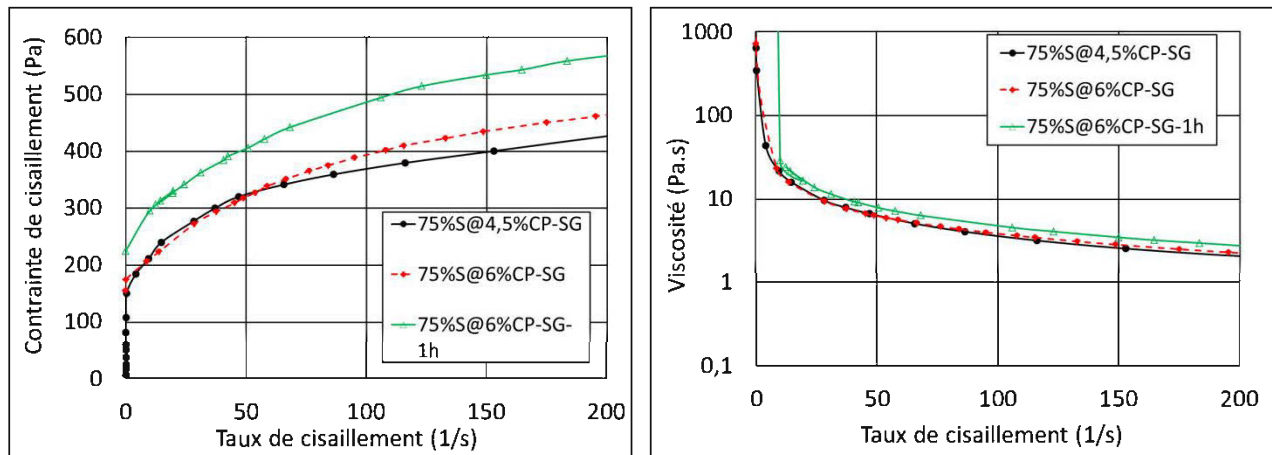 600
500
400
300
200
100
0
0
50
100
150
200
Contrainte de cisaillement (Pa)
Taux de cisaillement (1/s)
75%S@4,5%CP-SG
75%S@6%CP-SG
75%S@6%CP-SG-
1h
1000
100
10
1
0,1
0
50
100
150
200
Viscosité (Pa.s)
Taux de cisaillement (1/s)
75%S@4,5%CP-SG
75%S@6%CP-SG
75%S@6%CP-SG-1h